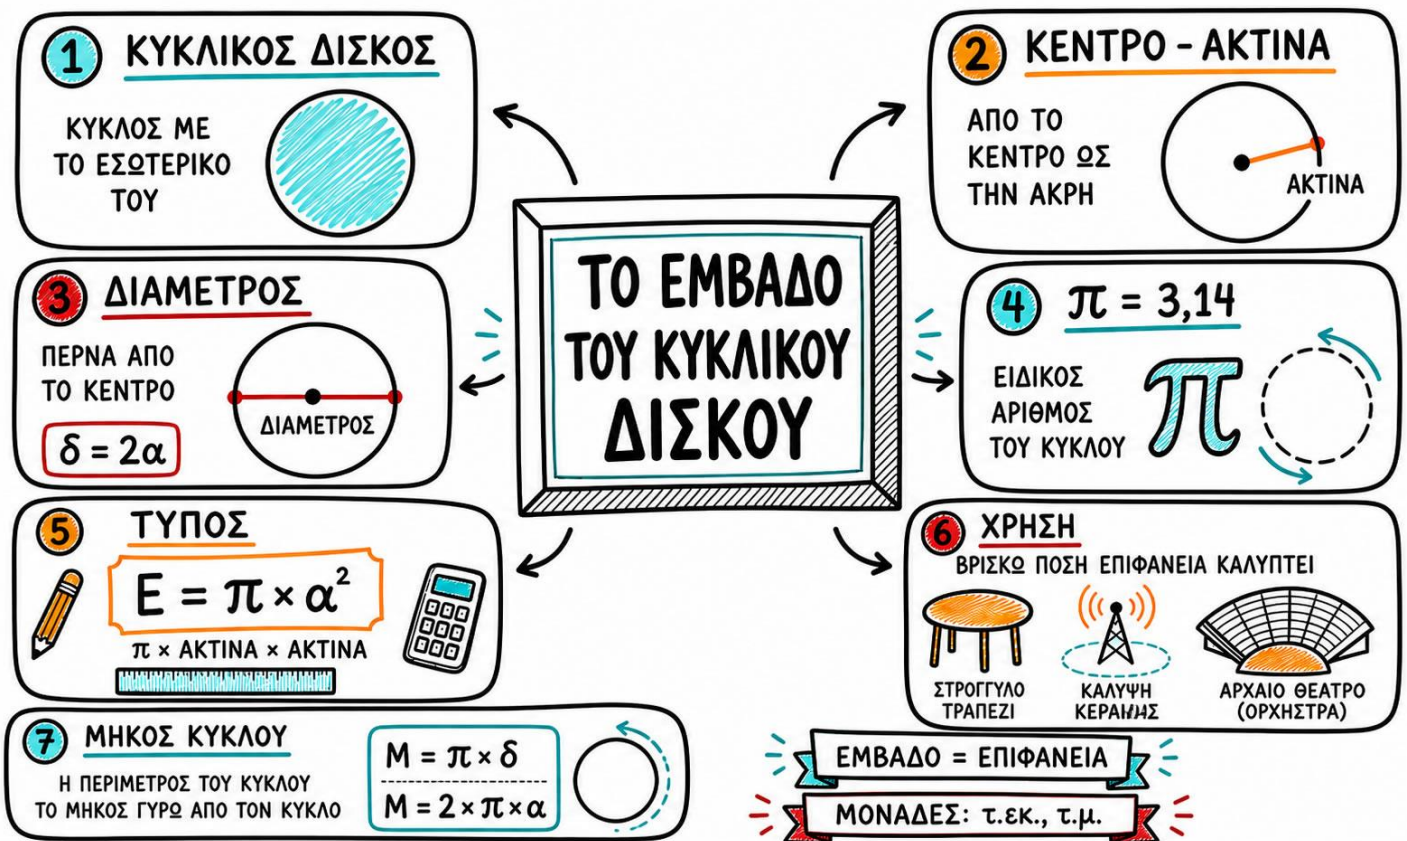 1 ΚΥΚΛΙΚΟΣ ΔΙΣΚΟΣ
ΚΥΚΛΟΣ ΜΕ
ΤΟ ΕΣΩΤΕΡΙΚΟ
ΤΟΥ
2 ΚΕΝΤΡΟ - ΑΚΤΙΝΑ
ΑΠΟ ΤΟ
ΚΕΝΤΡΟ ΩΣ
ΤΗΝ ΑΚΡΗ
ΑΚΤΙΝΑ
ΤΟ ΕΜΒΑΔΟ
ΤΟΥ ΚΥΚΛΙΚΟΥ
ΔΙΣΚΟΥ
3 ΔΙΑΜΕΤΡΟΣ
ΠΕΡΝΑ ΑΠΟ
ΤΟ ΚΕΝΤΡΟ
δ = 2α
ΔΙΑΜΕΤΡΟΣ
4 π = 3,14
ΕΙΔΙΚΟΣ
ΑΡΙΘΜΟΣ
ΤΟΥ ΚΥΚΛΟΥ
π
5 ΤΥΠΟΣ
Ε = π × α²
π × ΑΚΤΙΝΑ × ΑΚΤΙΝΑ
6 ΧΡΗΣΗ
ΒΡΙΣΚΩ ΠΟΣΗ ΕΠΙΦΑΝΕΙΑ ΚΑΛΥΠΤΕΙ
ΣΤΡΟΓΓΥΛΟ
ΤΡΑΠΕΖΙ
ΚΑΛΥΨΗ
ΑΡΧΑΙΟ ΘΕΑΤΡΟ
(ΟΡΧΗΣΤΡΑ)
7 ΜΗΚΟΣ ΚΥΚΛΟΥ
Η ΠΕΡΙΜΕΤΡΟΣ ΤΟΥ ΚΥΚΛΟΥ
ΤΟ ΜΗΚΟΣ ΓΥΡΩ ΑΠΟ ΤΟΝ ΚΥΚΛΟ
Μ = π × δ
Μ = 2 × π × α
ΕΜΒΑΔΟ = ΕΠΙΦΑΝΕΙΑ
ΜΟΝΑΔΕΣ: τ.εκ., τ.μ.